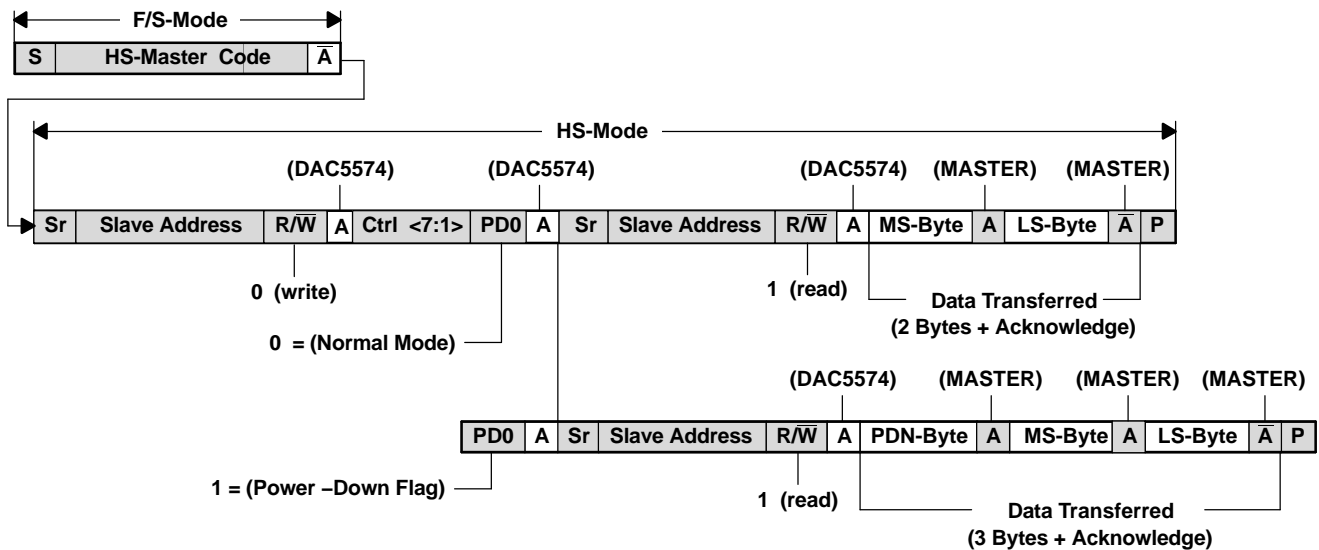 F/S-Mode
S HS-Master Code A̅
HS-Mode
(DAC5574) (DAC5574) (DAC5574) (MASTER) (MASTER)
Sr Slave Address R/W̅ A Ctrl <7:1> PD0 A Sr Slave Address R/W̅ A MS-Byte A LS-Byte A̅ P
0 (write) 1 (read) Data Transferred
(2 Bytes + Acknowledge)
0 = (Normal Mode)
(DAC5574) (MASTER) (MASTER) (MASTER)
PD0 A Sr Slave Address R/W̅ A PDN-Byte A MS-Byte A LS-Byte A̅ P
1 = (Power −Down Flag) 1 (read) Data Transferred
(3 Bytes + Acknowledge)